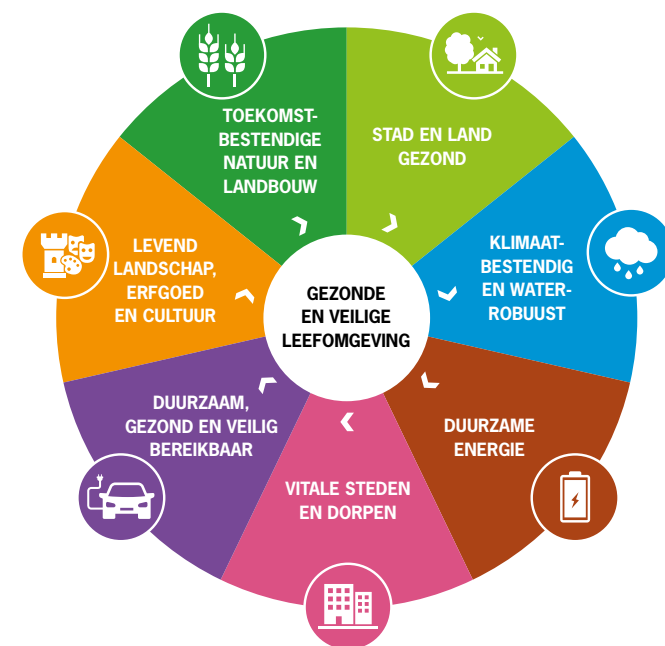 TOEKOMST-
BESTENDIGE
NATUUR EN
LANDBOUW
STAD EN LAND
GEZOND
KLIMAAT-
BESTENDIG
EN WATER-
ROBUUST
DUURZAME
ENERGIE
VITALE STEDEN
EN DORPEN
DUURZAAM,
GEZOND EN VEILIG
BEREIKBAAR
LEVEND
LANDSCHAP,
ERFGOED
EN CULTUUR
GEZONDE
EN VEILIGE
LEEFOMGEVING